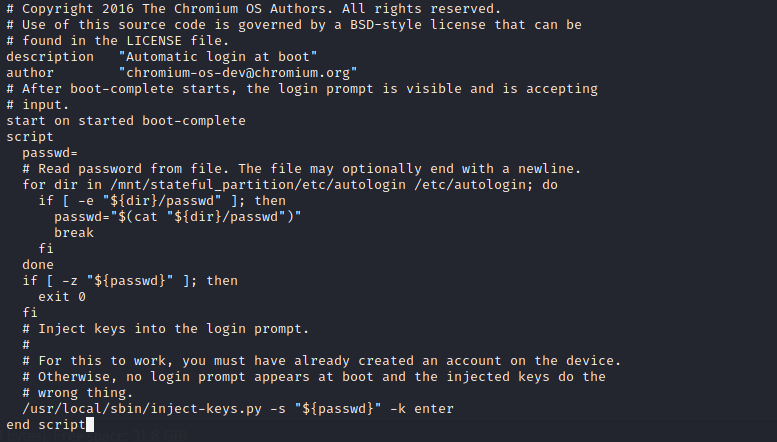 # Copyright 2016 The Chromium OS Authors. All rights reserved.
# Use of this source code is governed by a BSD-style license that can be
# found in the LICENSE file.
description   "Automatic login at boot"
author        "chromium-os-dev@chromium.org"
# After boot-complete starts, the login prompt is visible and is accepting
# input.
start on started boot-complete
script
  passwd=
  # Read password from file. The file may optionally end with a newline.
  for dir in /mnt/stateful_partition/etc/autologin /etc/autologin; do
    if [ -e "${dir}/passwd" ]; then
      passwd="$(cat "${dir}/passwd")"
      break
    fi
  done
  if [ -z "${passwd}" ]; then
    exit 0
  fi
  # Inject keys into the login prompt.
  #
  # For this to work, you must have already created an account on the device.
  # Otherwise, no login prompt appears at boot and the injected keys do the
  # wrong thing.
  /usr/local/sbin/inject-keys.py -s "${passwd}" -k enter
end script